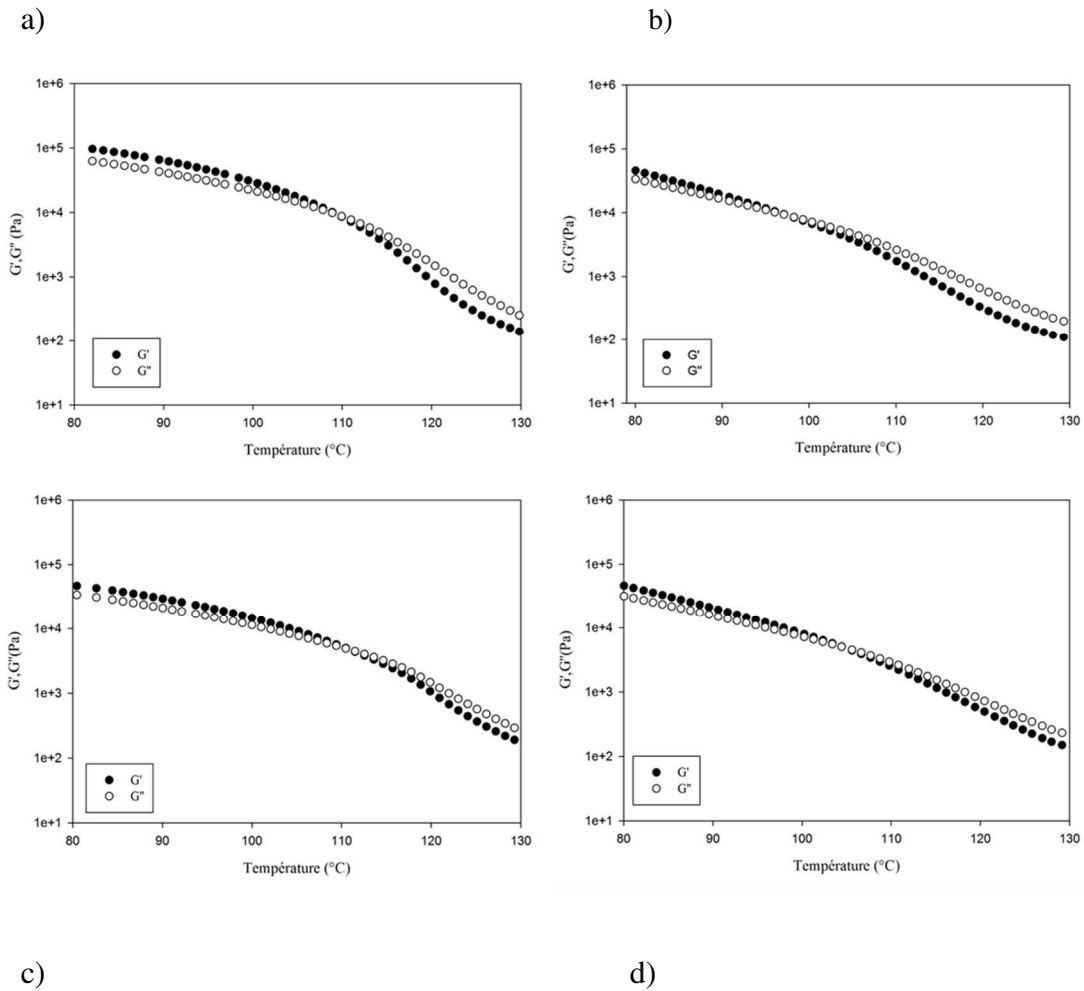 a)
b)
1e+6
1e+5
1e+4
1e+3
1e+2
1e+1
G',G'' (Pa)
G'
G''
80
90
100
110
120
130
Température (°C)
1e+6
1e+5
1e+4
1e+3
1e+2
1e+1
G',G''(Pa)
G'
G''
80
90
100
110
120
130
Température (°C)
1e+6
1e+5
1e+4
1e+3
1e+2
1e+1
G',G''(Pa)
G'
G''
80
90
100
110
120
130
Température (°C)
1e+6
1e+5
1e+4
1e+3
1e+2
1e+1
G',G''(Pa)
G'
G''
80
90
100
110
120
130
Température (°C)
c)
d)